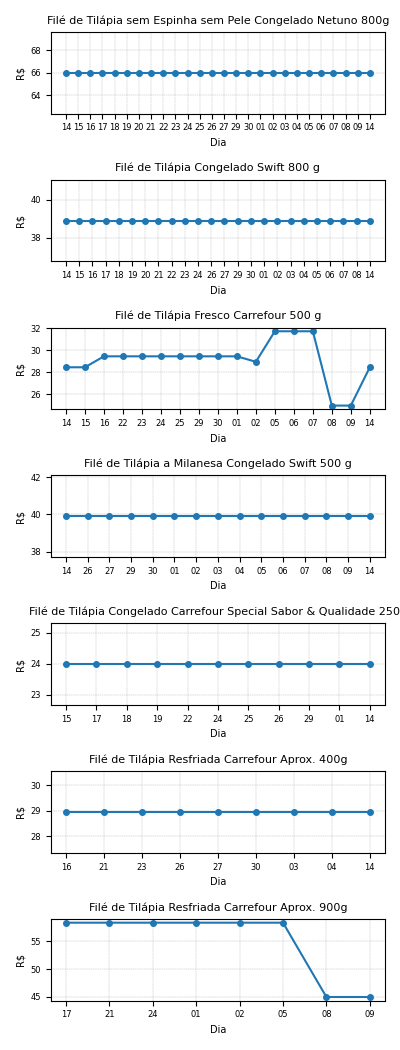 Filé de Tilápia sem Espinha sem Pele Congelado Netuno 800g
68
66
64
R$
14 15 16 17 18 19 20 21 22 23 24 25 26 27 29 30 01 02 03 04 05 06 07 08 09 14
Dia
Filé de Tilápia Congelado Swift 800 g
40
38
R$
14 15 16 17 18 19 20 21 22 23 24 26 27 29 30 01 02 03 04 05 06 07 08 14
Dia
Filé de Tilápia Fresco Carrefour 500 g
32
30
28
26
R$
14 15 16 22 23 24 25 29 30 01 02 05 06 07 08 09 14
Dia
Filé de Tilápia a Milanesa Congelado Swift 500 g
42
40
38
R$
14 26 27 29 30 01 02 03 04 05 06 07 08 09 14
Dia
Filé de Tilápia Congelado Carrefour Special Sabor & Qualidade 250
25
24
23
R$
15 17 18 19 22 24 25 26 29 01 14
Dia
Filé de Tilápia Resfriada Carrefour Aprox. 400g
30
29
28
R$
16 21 23 26 27 30 03 04 14
Dia
Filé de Tilápia Resfriada Carrefour Aprox. 900g
55
50
45
R$
17 21 24 01 02 05 08 09
Dia